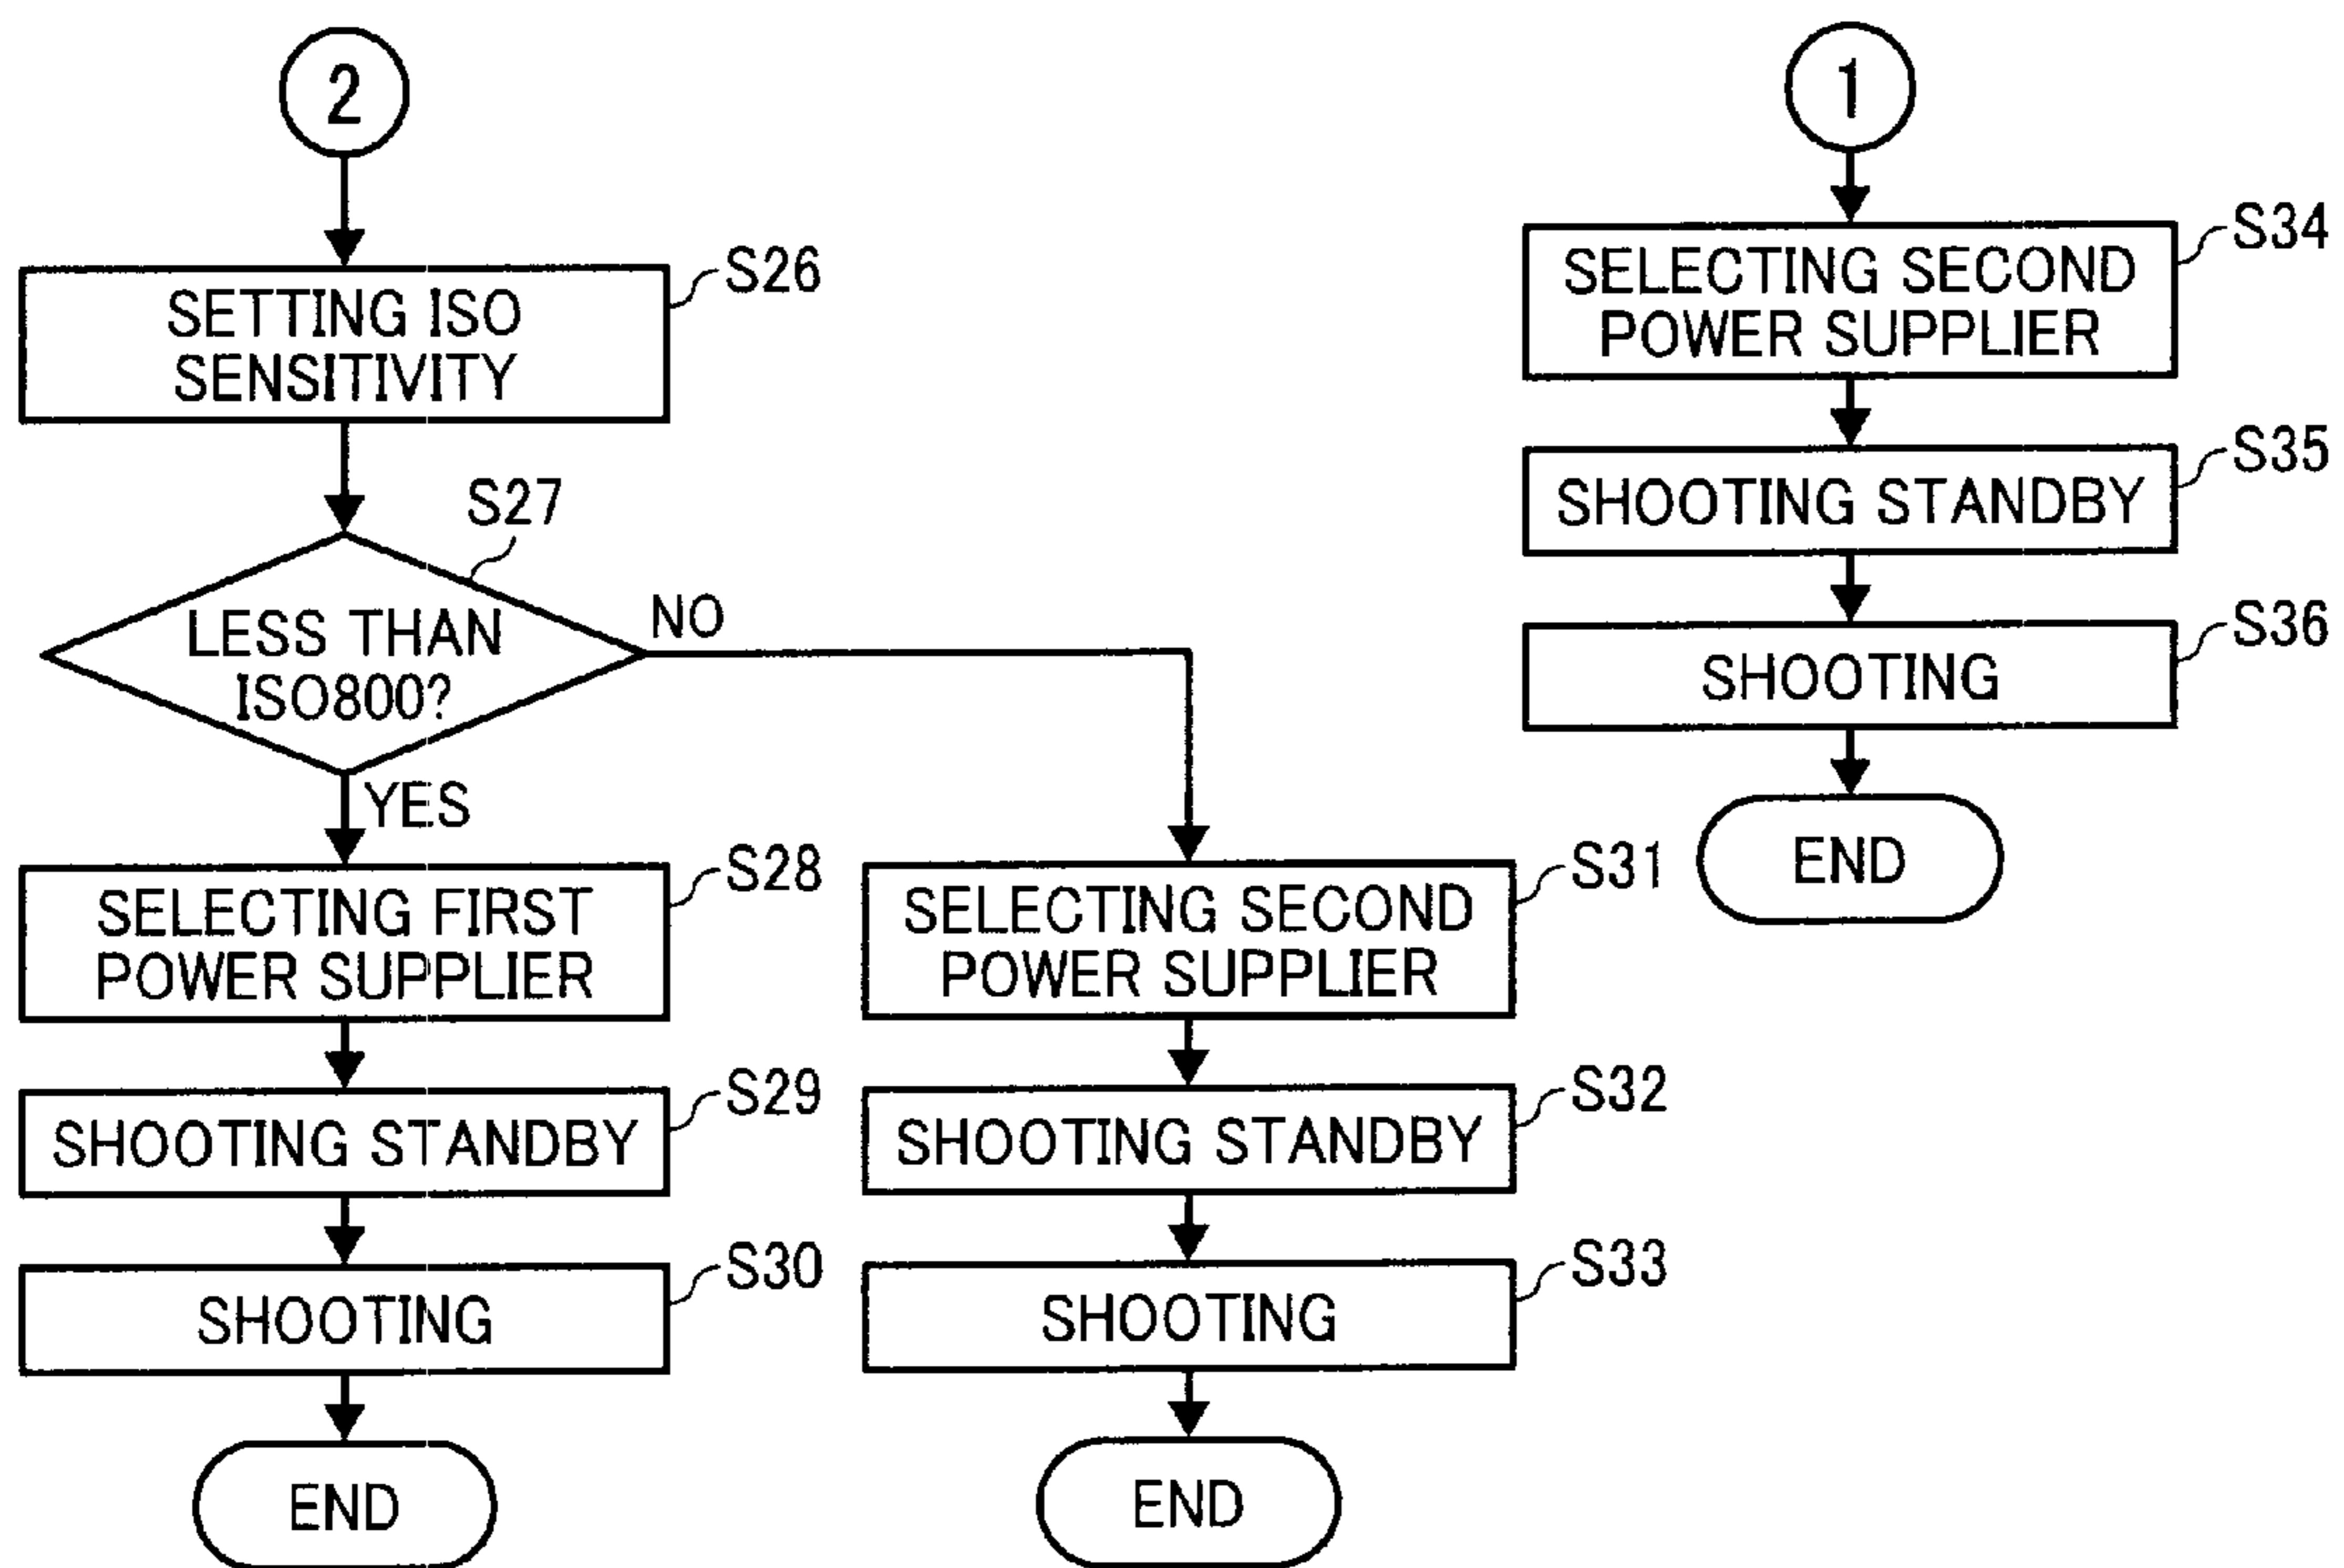 2
SETTING ISO
SENSITIVITY
S26
S27
LESS THAN
ISO800?
NO
YES
SELECTING FIRST
POWER SUPPLIER
S28
SHOOTING STANDBY
S29
SHOOTING
S30
END
SELECTING SECOND
POWER SUPPLIER
S31
SHOOTING STANDBY
S32
SHOOTING
S33
END
1
SELECTING SECOND
POWER SUPPLIER
S34
SHOOTING STANDBY
S35
SHOOTING
S36
END